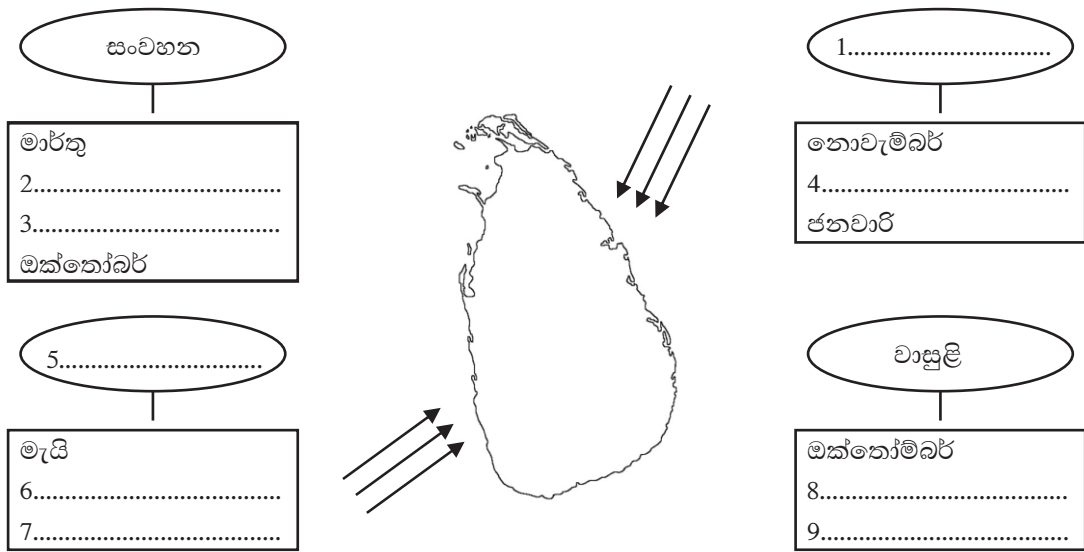 සංවහන
මාර්තු
2.....................................
3.....................................
ඔක්තෝබර්
1..............................
නොවැම්බර්
4.....................................
ජනවාරි
5..............................
මැයි
6.....................................
7.....................................
වාසුළි
ඔක්තෝම්බර්
8.....................................
9.....................................